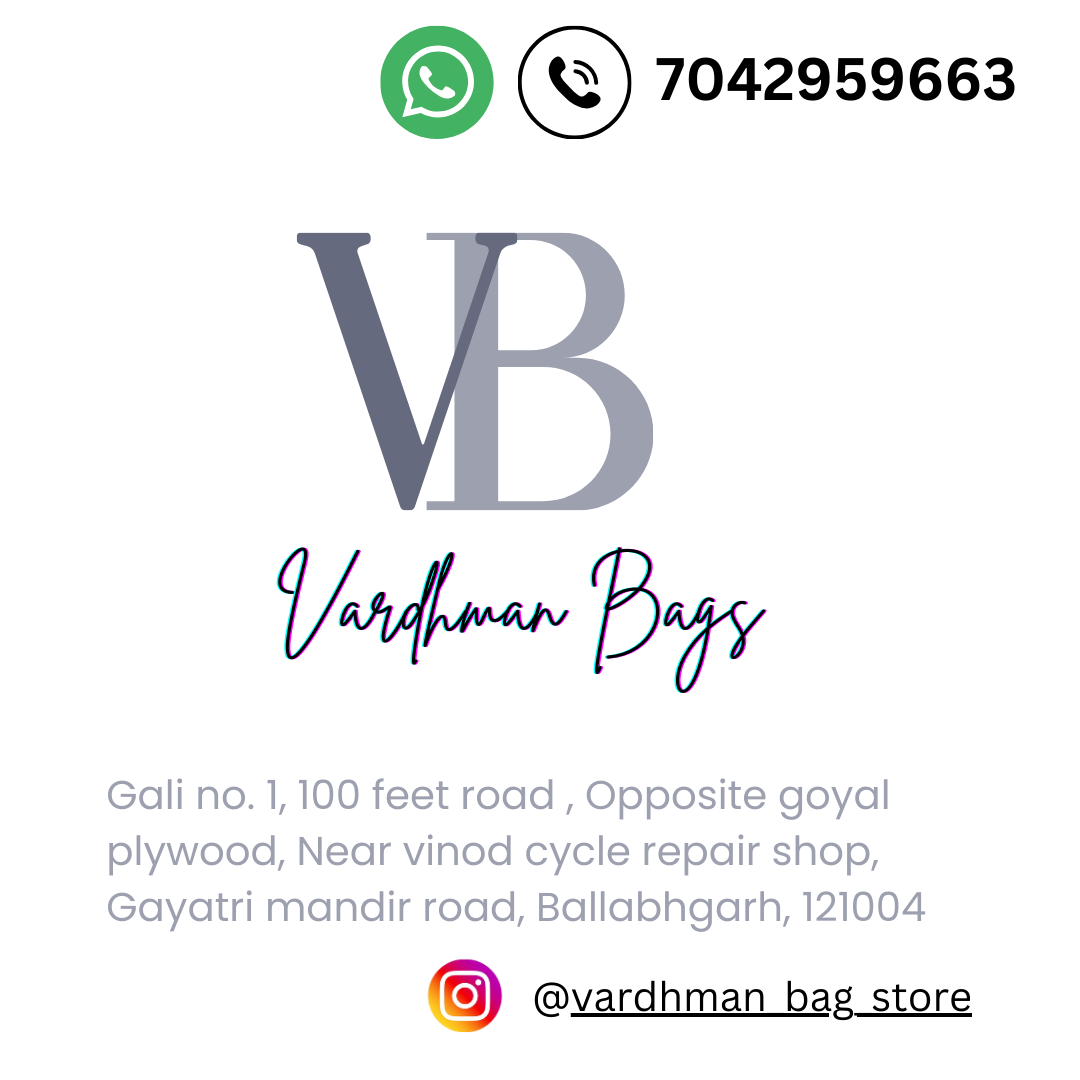 7042959663
VB
Vardhman Bags
Gali no. 1, 100 feet road , Opposite goyal
plywood, Near vinod cycle repair shop,
Gayatri mandir road, Ballabhgarh, 121004
@vardhman_bag_store